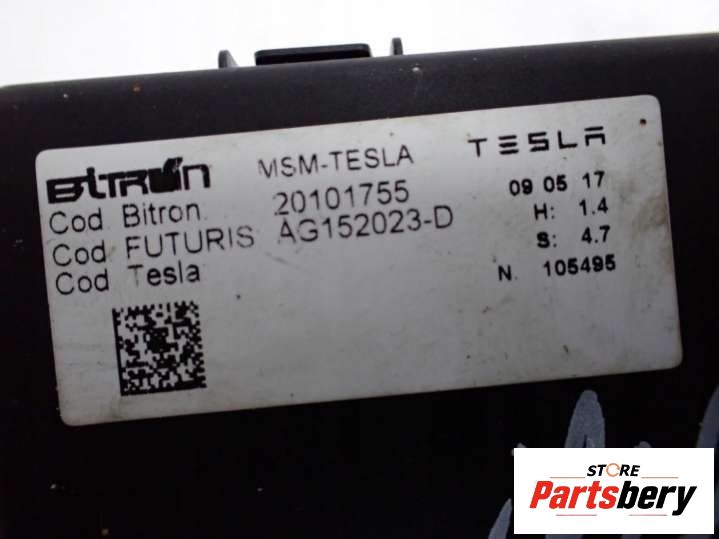 BITRON MSM-TESLA TESLA
Cod Bitron. 20101755 09 05 17
Cod FUTURIS AG152023-D H: 1.4
Cod Tesla S: 4.7
N. 105495
STORE
Partsbery